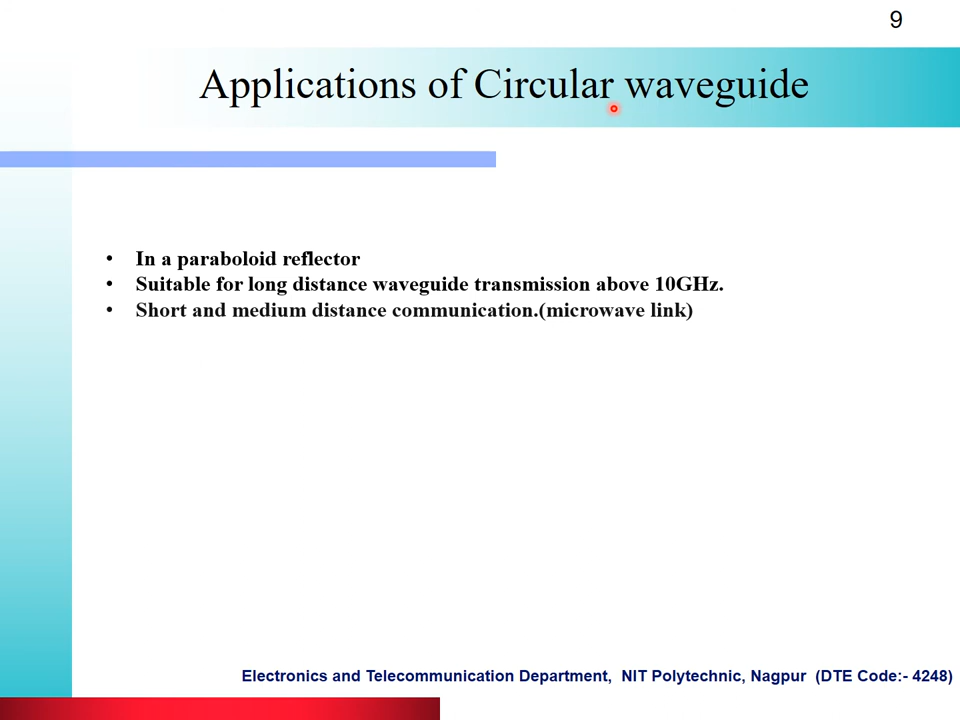 9
Applications of Circular waveguide
• In a paraboloid reflector
• Suitable for long distance waveguide transmission above 10GHz.
• Short and medium distance communication.(microwave link)
Electronics and Telecommunication Department, NIT Polytechnic, Nagpur (DTE Code:- 4248)